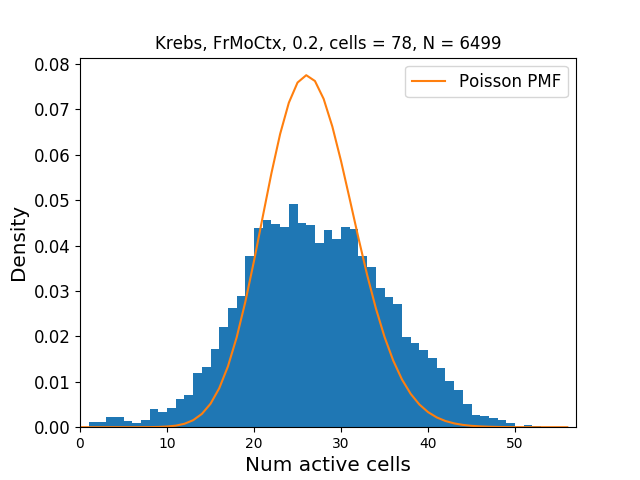 Krebs, FrMoCtx, 0.2, cells = 78, N = 6499
Poisson PMF
Density
0.08
0.07
0.06
0.05
0.04
0.03
0.02
0.01
0.00
0 10 20 30 40 50
Num active cells